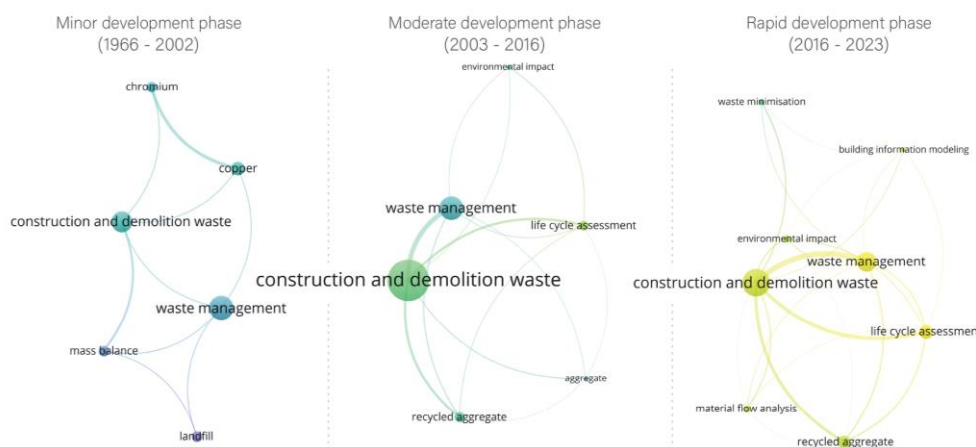 Minor development phase
(1966 - 2002)
chromium
copper
construction and demolition waste
waste management
mass balance
landfill
Moderate development phase
(2003 - 2016)
environmental impact
waste management
life cycle assessment
construction and demolition waste
aggregate
recycled aggregate
Rapid development phase
(2016 - 2023)
waste minimisation
building information modeling
environmental impact
waste management
construction and demolition waste
life cycle assessment
material flow analysis
recycled aggregate